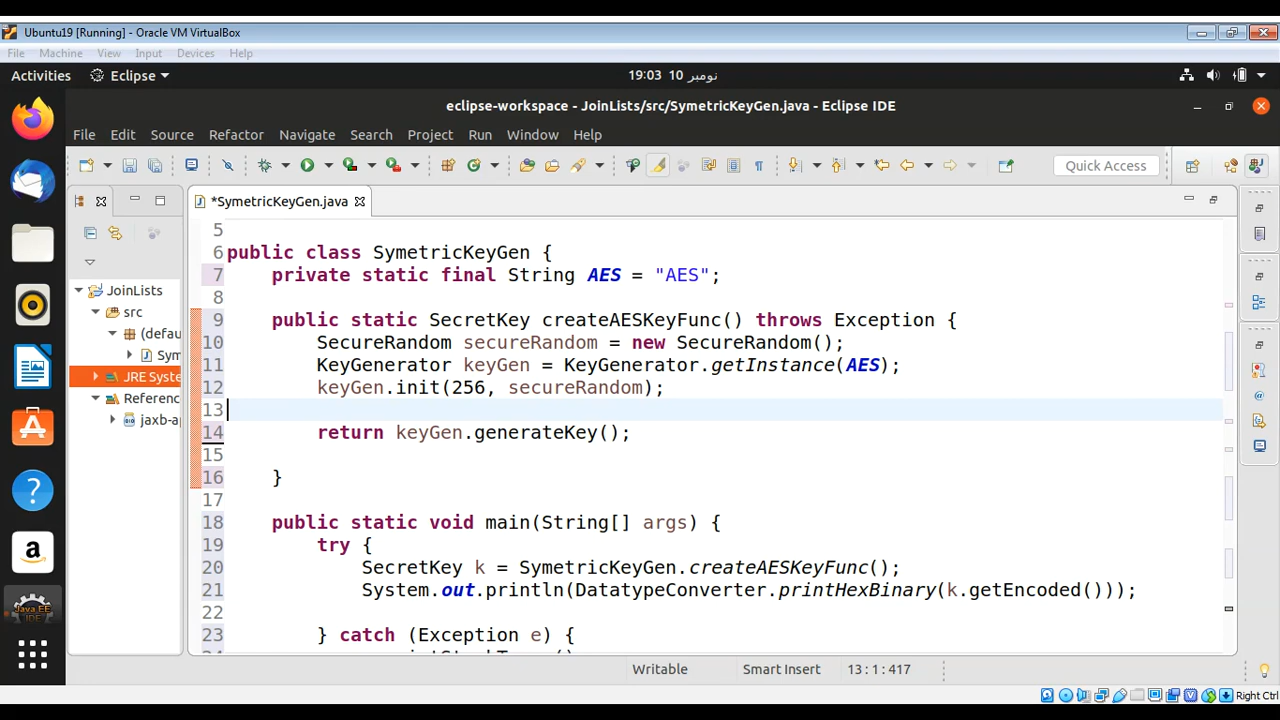 Ubuntu19 [Running] - Oracle VM VirtualBox
File Machine View Input Devices Help
Activities Eclipse 19:03 10 نومبر
eclipse-workspace - JoinLists/src/SymetricKeyGen.java - Eclipse IDE
File Edit Source Refactor Navigate Search Project Run Window Help
Quick Access
*SymetricKeyGen.java
JoinLists
src
(defau
Sym
JRE Syste
Referenc
jaxb-a
5
6 public class SymetricKeyGen {
7 private static final String AES = "AES";
8
9 public static SecretKey createAESKeyFunc() throws Exception {
10 SecureRandom secureRandom = new SecureRandom();
11 KeyGenerator keyGen = KeyGenerator.getInstance(AES);
12 keyGen.init(256, secureRandom);
13
14 return keyGen.generateKey();
15
16 }
17
18 public static void main(String[] args) {
19 try {
20 SecretKey k = SymetricKeyGen.createAESKeyFunc();
21 System.out.println(DatatypeConverter.printHexBinary(k.getEncoded()));
22
23 } catch (Exception e) {
Writable Smart Insert 13:1:417
Java EE
IDE
Right Ctrl